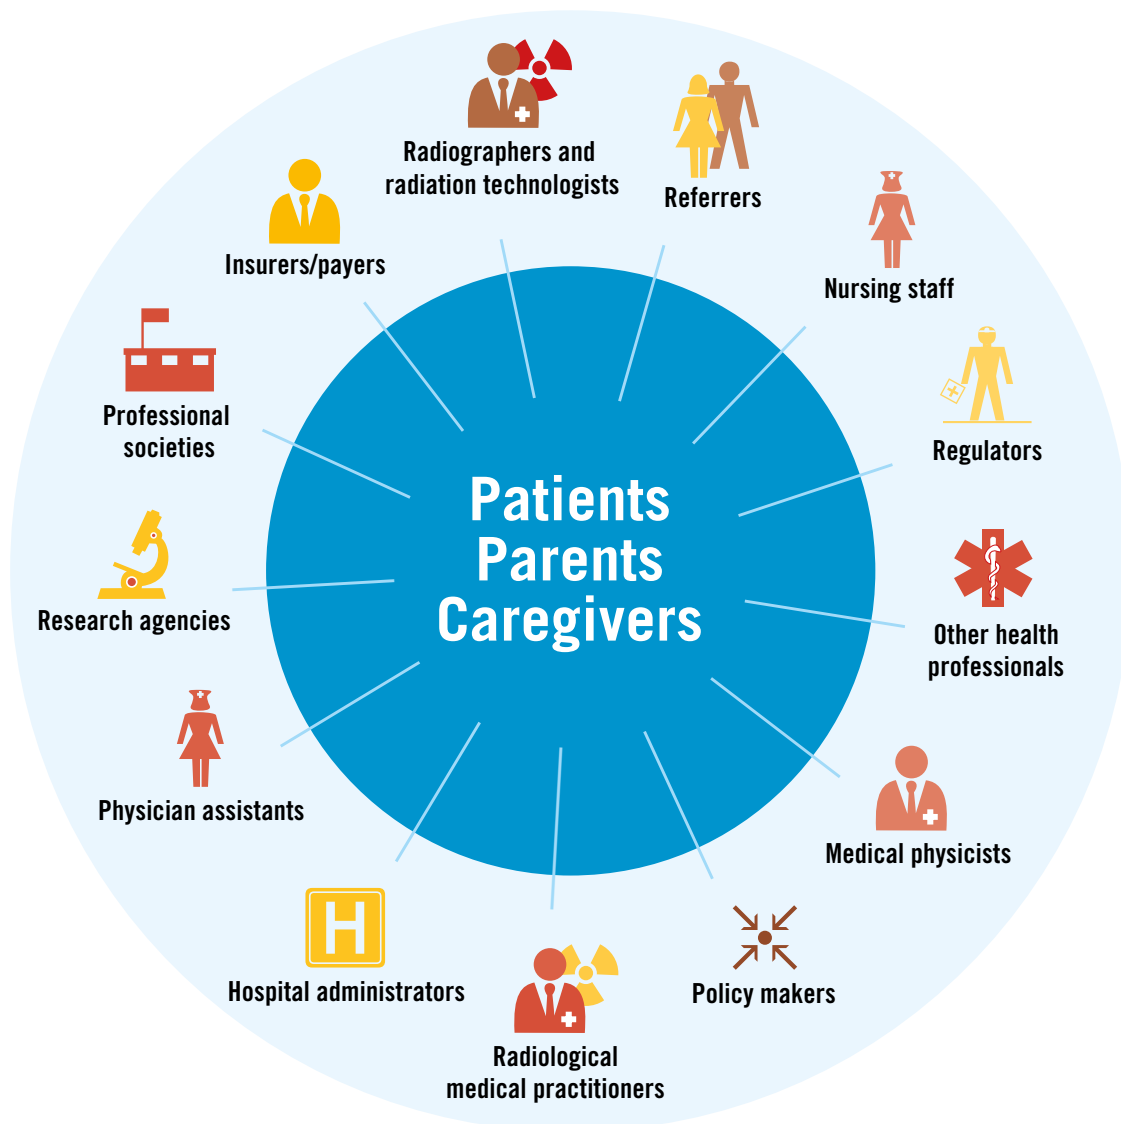 Radiographers and
radiation technologists
Referrers
Nursing staff
Regulators
Other health
professionals
Medical physicists
Policy makers
Radiological
medical practitioners
Hospital administrators
Physician assistants
Research agencies
Professional
societies
Insurers/payers
Patients
Parents
Caregivers
H